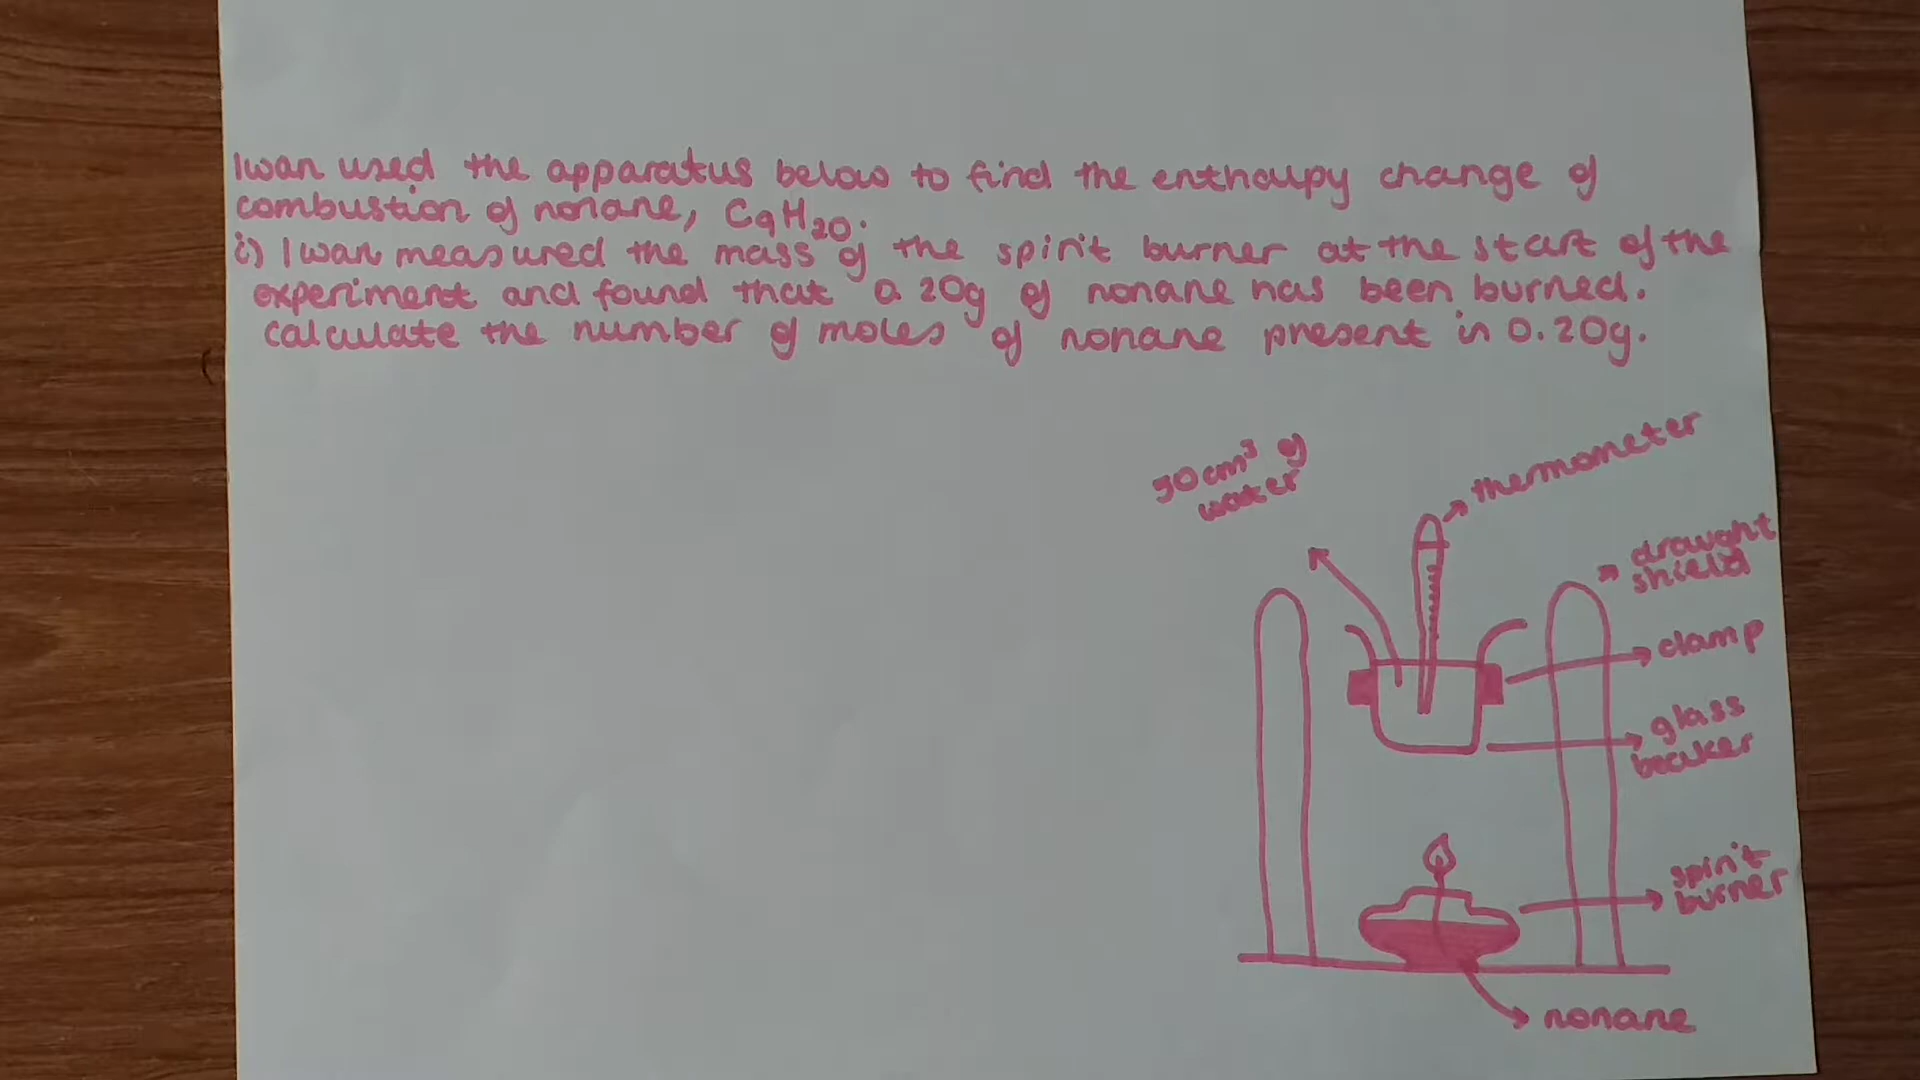 Iwan used the apparatus below to find the enthalpy change of
combustion of nonane, C9H20.
i) Iwan measured the mass of the spirit burner at the start of the
experiment and found that 0.20g of nonane has been burned.
calculate the number of moles of nonane present in 0.20g.
50cm³ of
water
thermometer
draught
shield
clamp
glass
beaker
spirit
burner
nonane